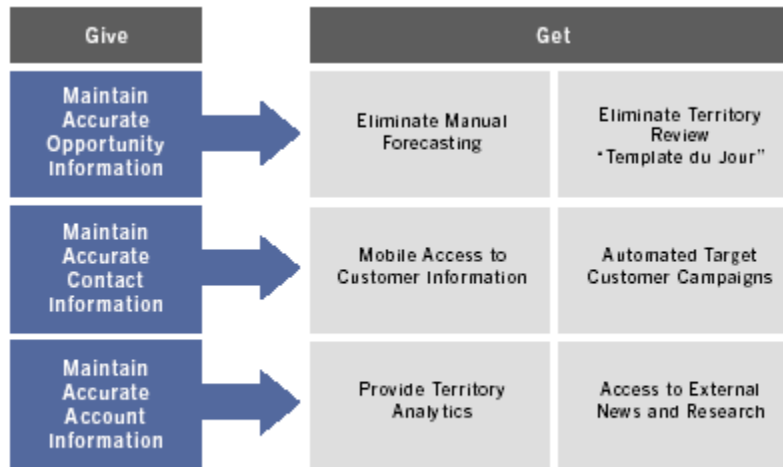 Give
Get
Maintain
Accurate
Opportunity
Information
Eliminate Manual
Forecasting
Eliminate Territory
Review
"Template du Jour"
Maintain
Accurate
Contact
Information
Mobile Access to
Customer Information
Automated Target
Customer Campaigns
Maintain
Accurate
Account
Information
Provide Territory
Analytics
Access to External
News and Research